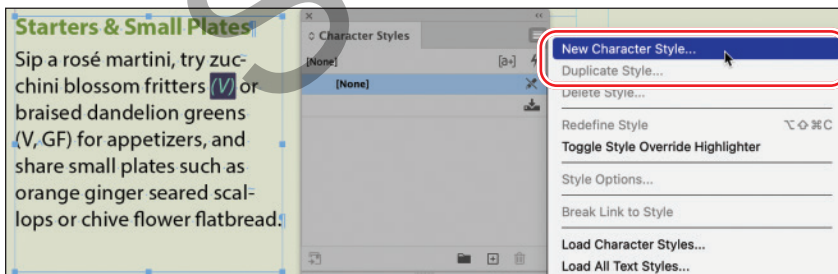 Starters & Small Plates
Sip a rosé martini, try zuc-
chini blossom fritters (V) or
braised dandelion greens
(V, GF) for appetizers, and
share small plates such as
orange ginger seared scal-
lops or chive flower flatbread.
Character Styles
[None]
[a+]
[None]
New Character Style...
Duplicate Style...
Delete Style...
Redefine Style ⌥⇧⌘C
Toggle Style Override Highlighter
Style Options...
Break Link to Style
Load Character Styles...
Load All Text Styles...